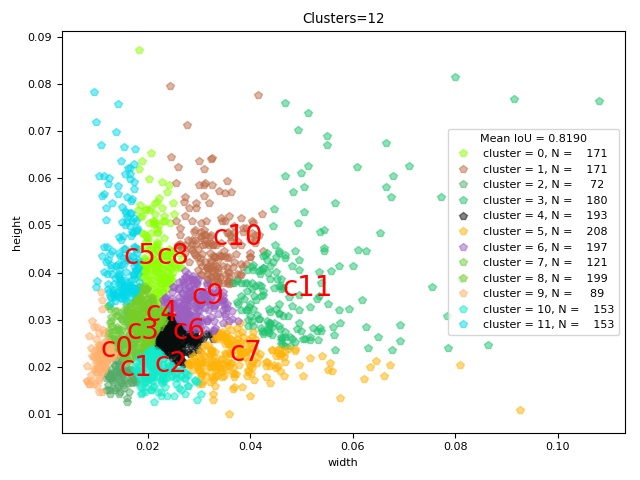 Clusters=12
0.09
0.08
0.07
0.06
0.05
0.04
0.03
0.02
0.01
height
Mean IoU = 0.8190
cluster = 0, N = 171
cluster = 1, N = 171
cluster = 2, N = 72
cluster = 3, N = 180
cluster = 4, N = 193
cluster = 5, N = 208
cluster = 6, N = 197
cluster = 7, N = 121
cluster = 8, N = 199
cluster = 9, N = 89
cluster = 10, N = 153
cluster = 11, N = 153
c10
c5
c8
c11
c9
c4
c3
c6
c0
c7
c1
c2
0.02
0.04
0.06
0.08
0.10
width